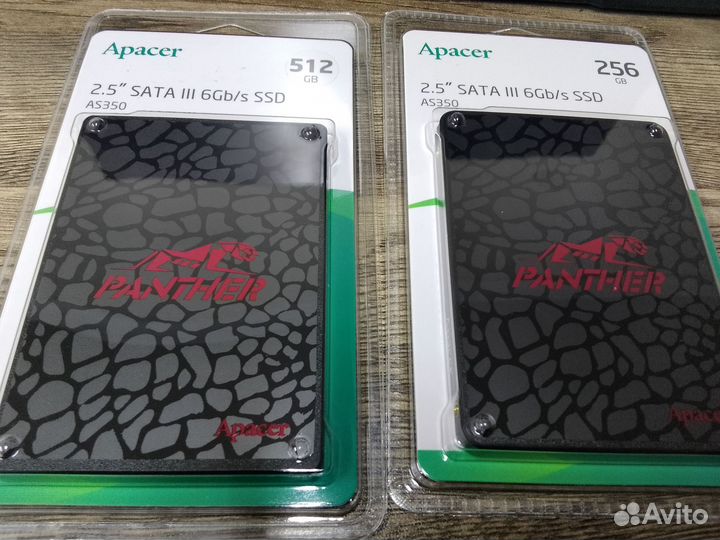 Apacer
512
GB
2.5" SATA III 6Gb/s SSD
AS350
PANTHER
Apacer
Apacer
256
GB
2.5" SATA III 6Gb/s SSD
AS350
PANTHER
Apacer
Avito